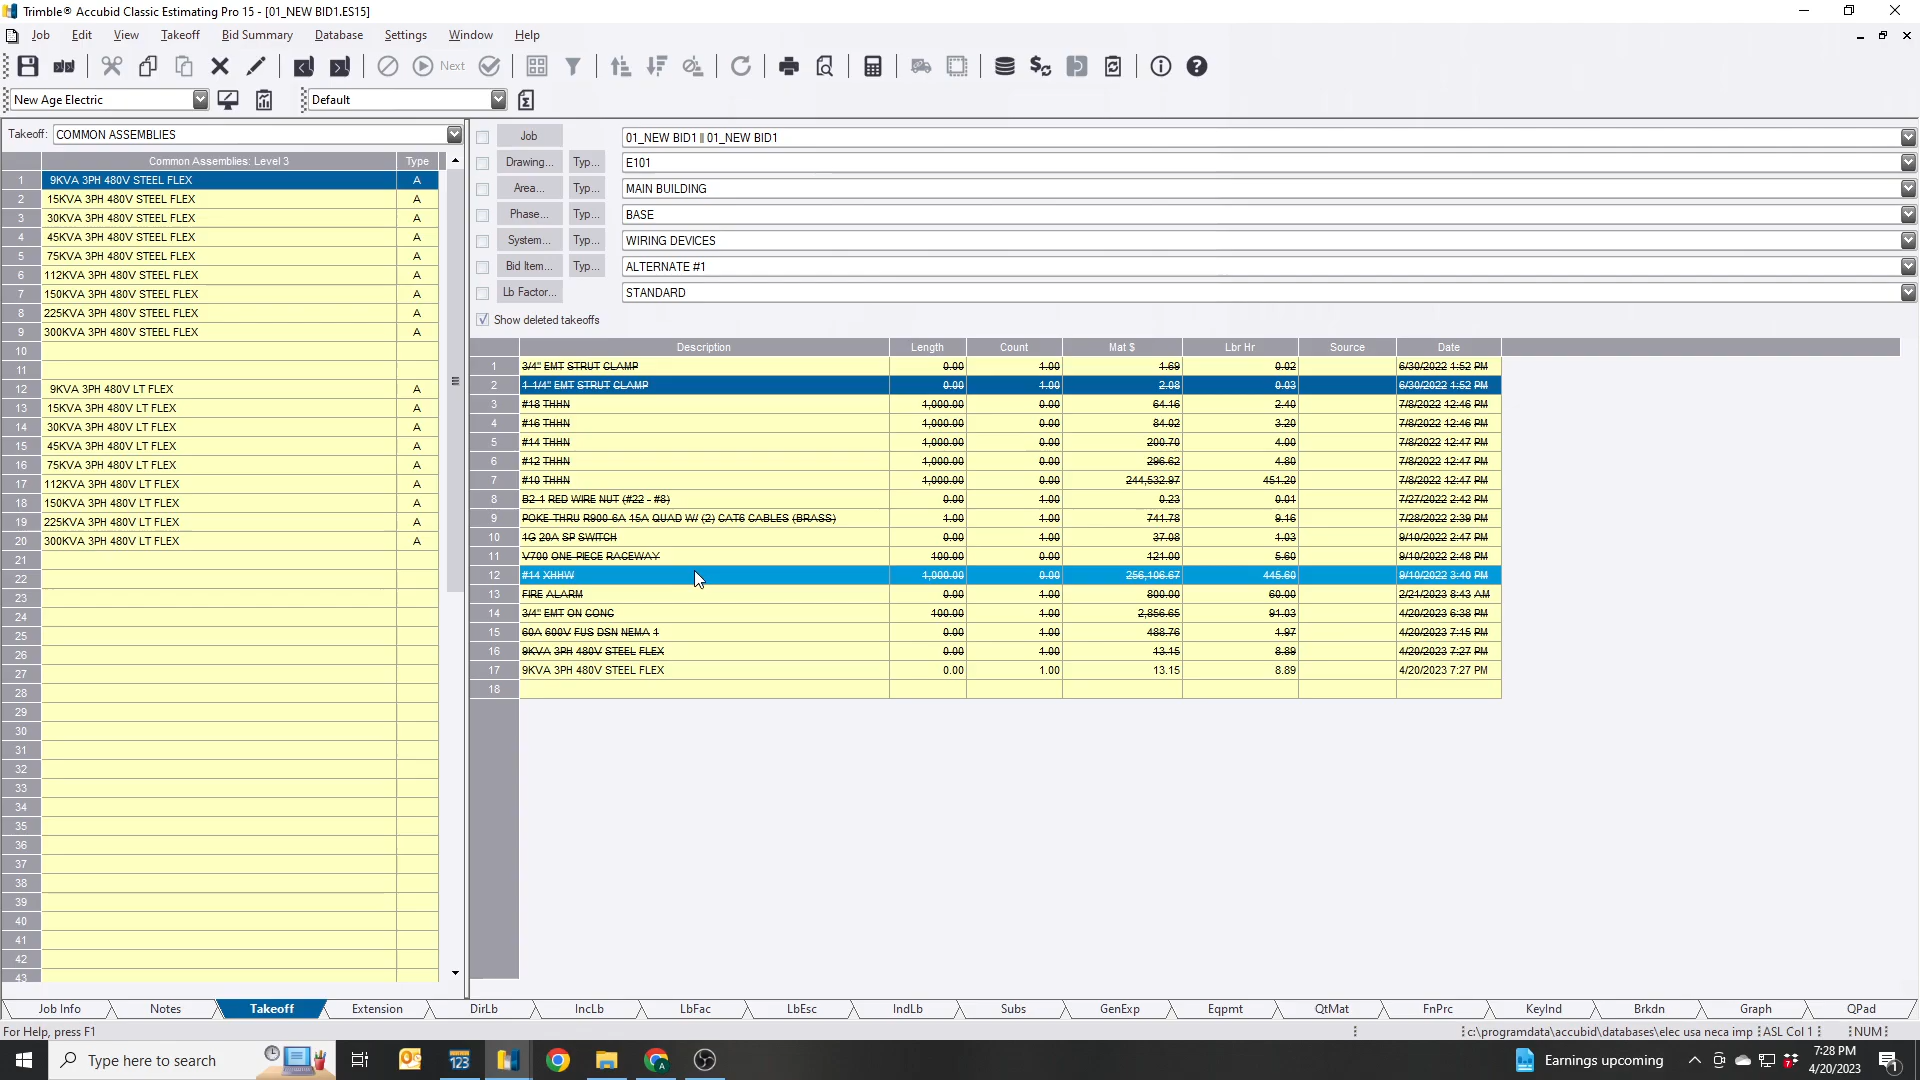 Trimble® Accubid Classic Estimating Pro 15 - [01_NEW BID1.ES15]
Job Edit View Takeoff Bid Summary Database Settings Window Help
Next
New Age Electric Default
Takeoff: COMMON ASSEMBLIES
Common Assemblies: Level 3 Type
1 9KVA 3PH 480V STEEL FLEX A
2 15KVA 3PH 480V STEEL FLEX A
3 30KVA 3PH 480V STEEL FLEX A
4 45KVA 3PH 480V STEEL FLEX A
5 75KVA 3PH 480V STEEL FLEX A
6 112KVA 3PH 480V STEEL FLEX A
7 150KVA 3PH 480V STEEL FLEX A
8 225KVA 3PH 480V STEEL FLEX A
9 300KVA 3PH 480V STEEL FLEX A
10
11
12 9KVA 3PH 480V LT FLEX A
13 15KVA 3PH 480V LT FLEX A
14 30KVA 3PH 480V LT FLEX A
15 45KVA 3PH 480V LT FLEX A
16 75KVA 3PH 480V LT FLEX A
17 112KVA 3PH 480V LT FLEX A
18 150KVA 3PH 480V LT FLEX A
19 225KVA 3PH 480V LT FLEX A
20 300KVA 3PH 480V LT FLEX A
21
22
23
24
25
26
27
28
29
30
31
32
33
34
35
36
37
38
39
40
41
42
43
Job 01_NEW BID1 || 01_NEW BID1
Drawing... Typ... E101
Area... Typ... MAIN BUILDING
Phase... Typ... BASE
System... Typ... WIRING DEVICES
Bid Item... Typ... ALTERNATE #1
Lb Factor... STANDARD
Show deleted takeoffs
Description Length Count Mat $ Lbr Hr Source Date
1 3/4" EMT STRUT CLAMP 0.00 1.00 1.69 0.02 6/30/2022 1:52 PM
2 1-1/4" EMT STRUT CLAMP 0.00 1.00 2.08 0.03 6/30/2022 1:52 PM
3 #18 THHN 1,000.00 0.00 64.16 2.40 7/8/2022 12:46 PM
4 #16 THHN 1,000.00 0.00 84.02 3.20 7/8/2022 12:46 PM
5 #14 THHN 1,000.00 0.00 200.70 4.00 7/8/2022 12:47 PM
6 #12 THHN 1,000.00 0.00 296.62 4.80 7/8/2022 12:47 PM
7 #10 THHN 1,000.00 0.00 244,532.97 451.20 7/8/2022 12:47 PM
8 B2-1 RED WIRE NUT (#22 - #8) 0.00 1.00 0.23 0.01 7/27/2022 2:42 PM
9 POKE THRU R900-6A 15A QUAD W/ (2) CAT6 CABLES (BRASS) 1.00 1.00 741.78 9.16 7/28/2022 2:39 PM
10 1G 20A SP SWITCH 0.00 1.00 37.08 1.03 9/10/2022 2:47 PM
11 V700 ONE-PIECE RACEWAY 100.00 0.00 121.00 5.60 9/10/2022 2:48 PM
12 #14 XHHW 1,000.00 0.00 256,106.67 445.60 9/10/2022 3:40 PM
13 FIRE ALARM 0.00 1.00 800.00 60.00 2/21/2023 8:43 AM
14 3/4" EMT ON CONC 100.00 1.00 2,856.65 91.03 4/20/2023 6:38 PM
15 60A 600V FUS DSN NEMA 1 0.00 1.00 488.76 1.97 4/20/2023 7:15 PM
16 9KVA 3PH 480V STEEL FLEX 0.00 1.00 13.15 8.89 4/20/2023 7:27 PM
17 9KVA 3PH 480V STEEL FLEX 0.00 1.00 13.15 8.89 4/20/2023 7:27 PM
18
Job Info Notes Takeoff Extension DirLb IncLb LbFac LbEsc IndLb Subs GenExp Eqpmt QtMat FnPrc KeyInd Brkdn Graph QPad
For Help, press F1 c:\programdata\accubid\databases\elec usa neca imp ASL Col 1 NUM
Type here to search 123 Earnings upcoming 7:28 PM
4/20/2023 1